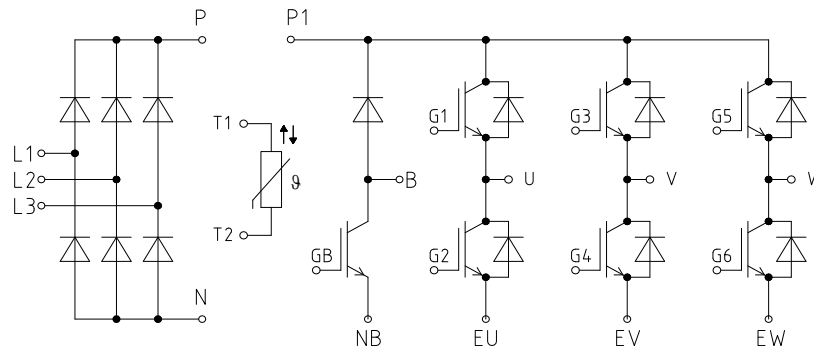 P P1
T1
G1 G3 G5
L1
L2 ϑ B U V
L3
T2
GB G2 G4 G6
N
NB EU EV EW